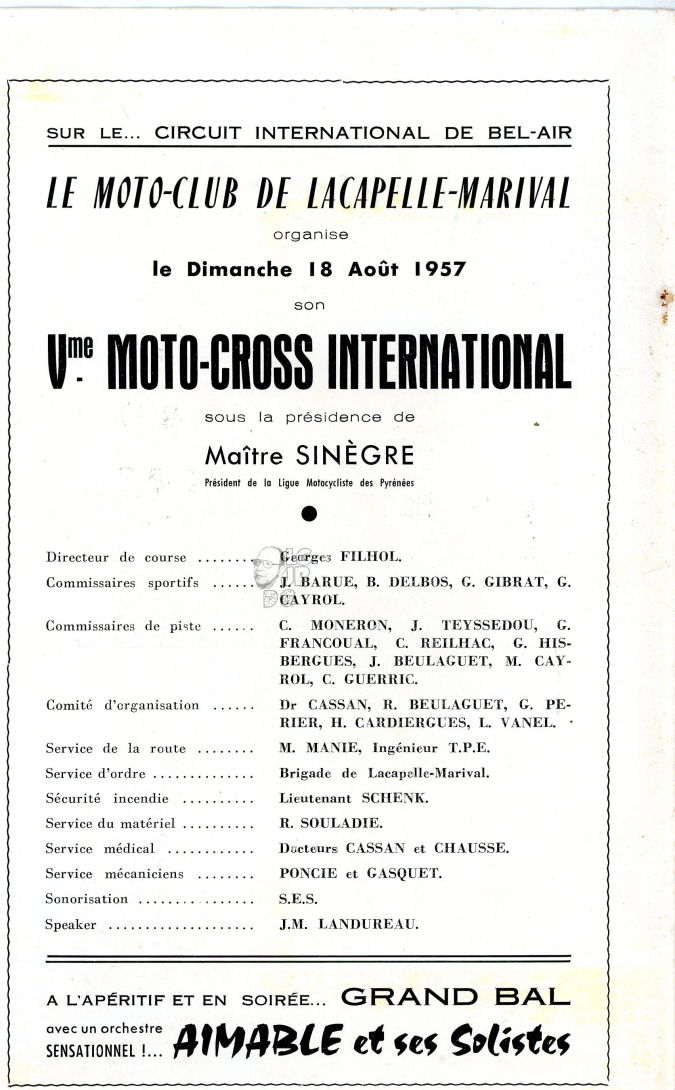 SUR LE... CIRCUIT INTERNATIONAL DE BEL-AIR
LE MOTO-CLUB DE LACAPELLE-MARIVAL
organise
le Dimanche 18 Août 1957
son
Vme MOTO-CROSS INTERNATIONAL
sous la présidence de
Maître SINÈGRE
Président de la Ligue Motocycliste des Pyrénées
Directeur de course ........ Georges FILHOL.
Commissaires sportifs ...... J. BARUE, B. DELBOS, G. GIBRAT, G.
CAYROL.
Commissaires de piste ...... C. MONERON, J. TEYSSEDOU, G.
FRANCOUAL, C. REILHAC, G. HIS-
BERGUES, J. BEULAGUET, M. CAY-
ROL, C. GUERRIC.
Comité d'organisation ...... Dr CASSAN, R. BEULAGUET, G. PE-
RIER, H. CARDIERGUES, L. VANEL.
Service de la route ........ M. MANIE, Ingénieur T.P.E.
Service d'ordre .............. Brigade de Lacapelle-Marival.
Sécurité incendie .......... Lieutenant SCHENK.
Service du matériel .......... R. SOULADIE.
Service médical ............ Docteurs CASSAN et CHAUSSE.
Service mécaniciens ........ PONCIE et GASQUET.
Sonorisation ................ S.E.S.
Speaker .................... J.M. LANDUREAU.
A L'APÉRITIF ET EN SOIRÉE... GRAND BAL
avec un orchestre
SENSATIONNEL !... AIMABLE et ses Solistes